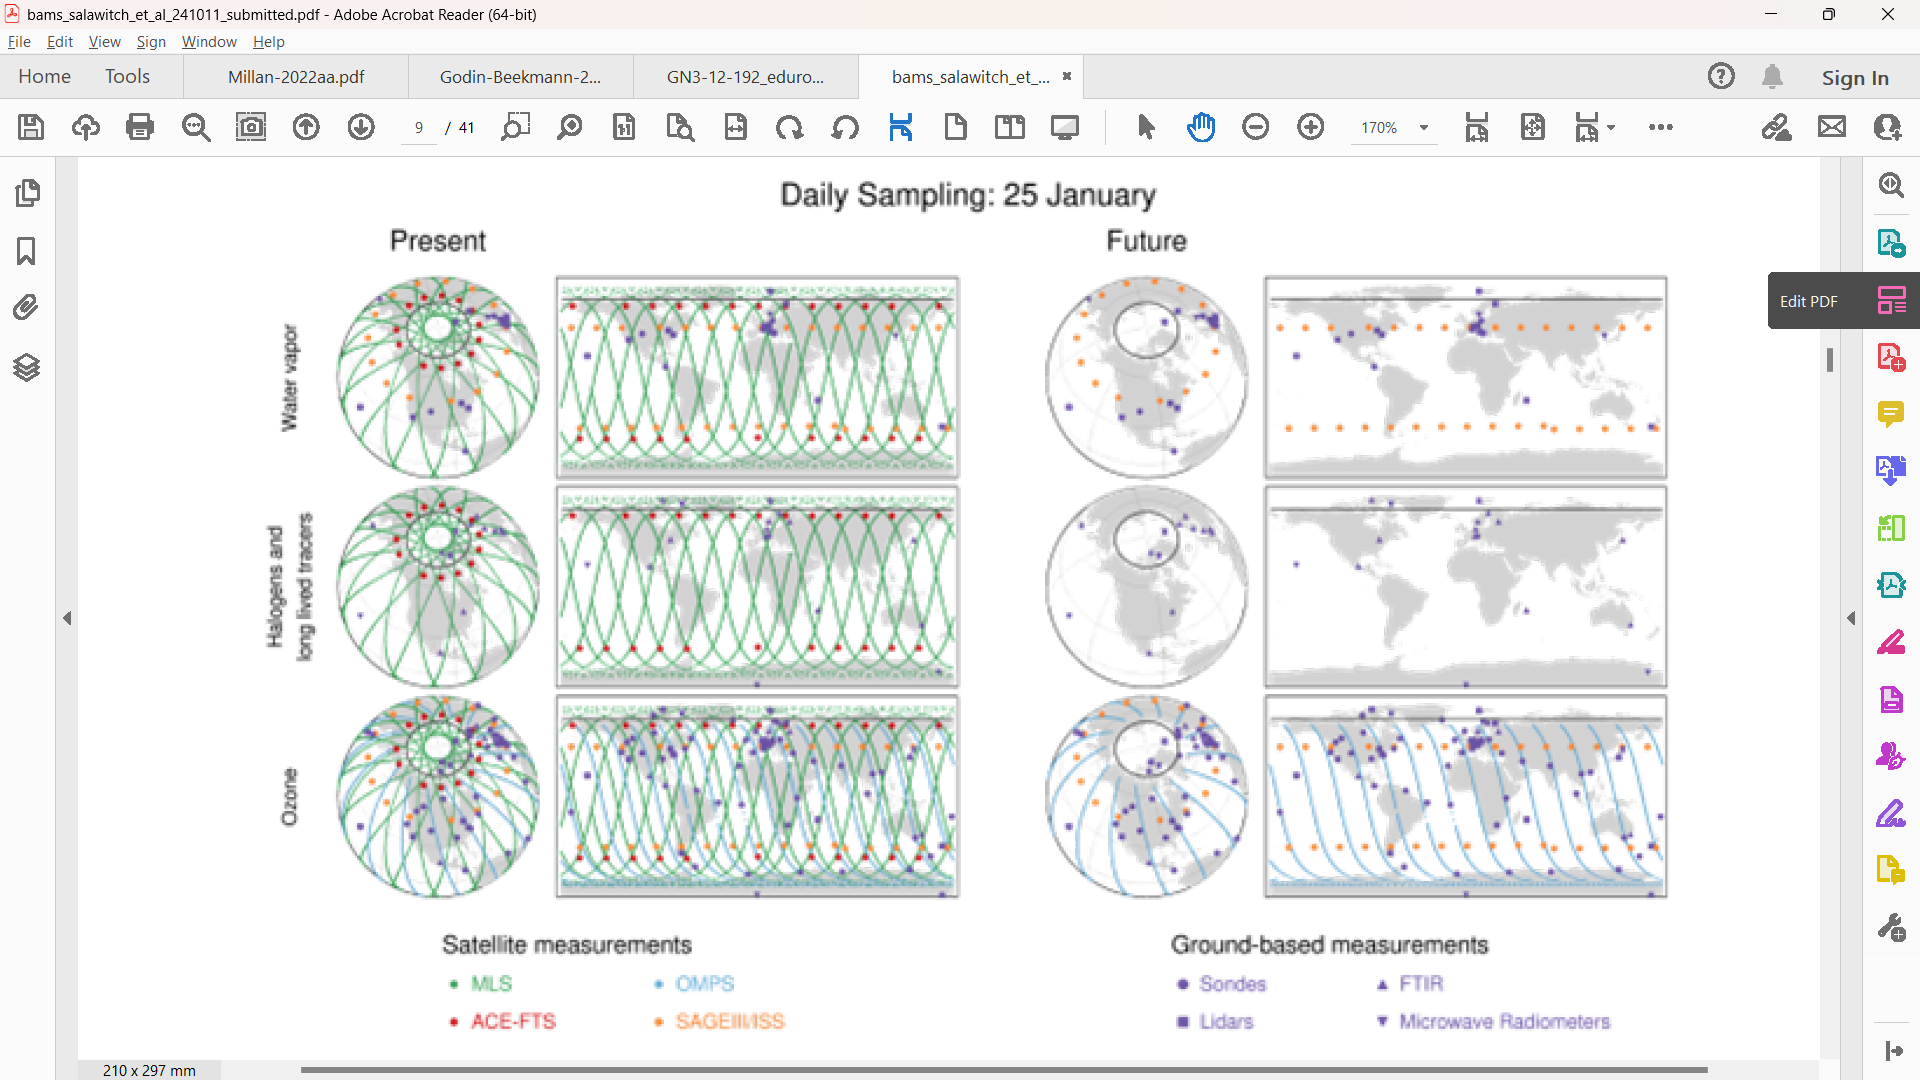 bams_salawitch_et_al_241011_submitted.pdf - Adobe Acrobat Reader (64-bit)
File Edit View Sign Window Help
Home Tools Millan-2022aa.pdf Godin-Beekmann-2... GN3-12-192_eduro... bams_salawitch_et_... Sign In
9 / 41 170%
Daily Sampling: 25 January
Present Future
Edit PDF
Water vapor
Halogens and
long lived tracers
Ozone
Satellite measurements Ground-based measurements
MLS OMPS Sondes FTIR
ACE-FTS SAGEIII/ISS Lidars Microwave Radiometers
210 x 297 mm